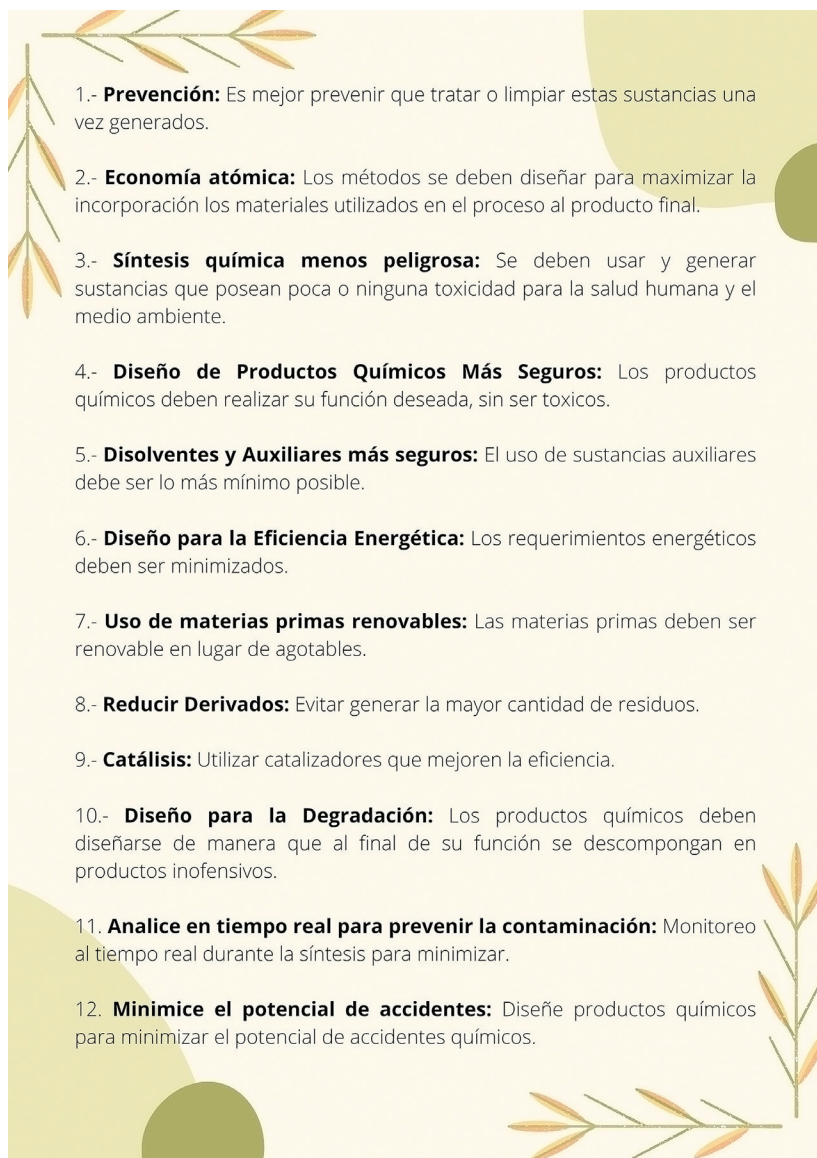 1.- Prevención: Es mejor prevenir que tratar o limpiar estas sustancias una
vez generados.
2.- Economía atómica: Los métodos se deben diseñar para maximizar la
incorporación los materiales utilizados en el proceso al producto final.
3.- Síntesis química menos peligrosa: Se deben usar y generar
sustancias que posean poca o ninguna toxicidad para la salud humana y el
medio ambiente.
4.- Diseño de Productos Químicos Más Seguros: Los productos
químicos deben realizar su función deseada, sin ser toxicos.
5.- Disolventes y Auxiliares más seguros: El uso de sustancias auxiliares
debe ser lo más mínimo posible.
6.- Diseño para la Eficiencia Energética: Los requerimientos energéticos
deben ser minimizados.
7.- Uso de materias primas renovables: Las materias primas deben ser
renovable en lugar de agotables.
8.- Reducir Derivados: Evitar generar la mayor cantidad de residuos.
9.- Catálisis: Utilizar catalizadores que mejoren la eficiencia.
10.- Diseño para la Degradación: Los productos químicos deben
diseñarse de manera que al final de su función se descompongan en
productos inofensivos.
11. Analice en tiempo real para prevenir la contaminación: Monitoreo
al tiempo real durante la síntesis para minimizar.
12. Minimice el potencial de accidentes: Diseñe productos químicos
para minimizar el potencial de accidentes químicos.